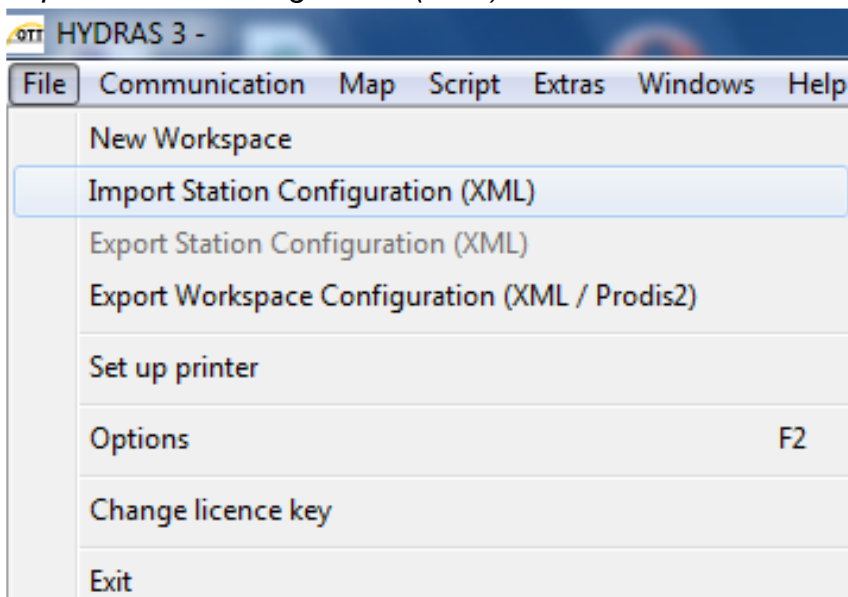 OTT HYDRAS 3 -
File Communication Map Script Extras Windows Help
New Workspace
Import Station Configuration (XML)
Export Station Configuration (XML)
Export Workspace Configuration (XML / Prodis2)
Set up printer
Options F2
Change licence key
Exit